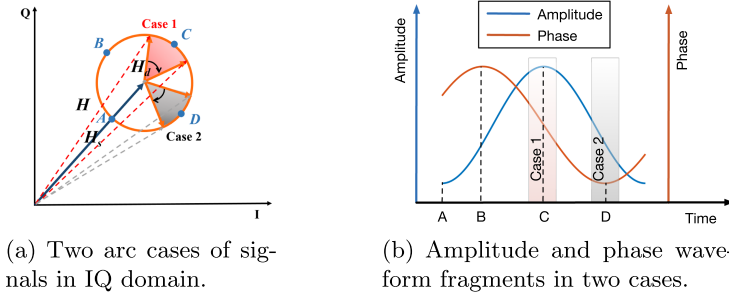 Q
Case 1
B
C
H_d
H
A
H_s
D
Case 2
I
(a) Two arc cases of sig-
nals in IQ domain.
Amplitude
Phase
Amplitude
Phase
Case 1
Case 2
A B C D Time
(b) Amplitude and phase wave-
form fragments in two cases.